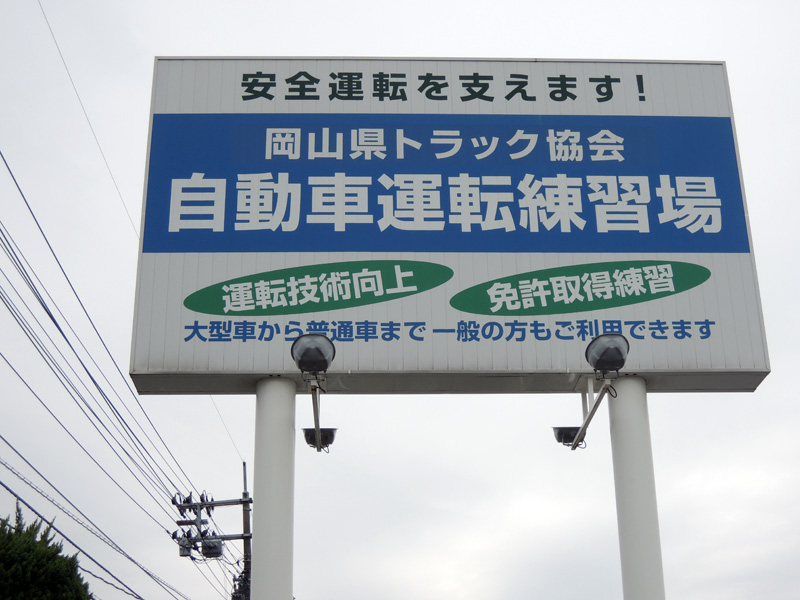 安全運転を支えます!
岡山県トラック協会
自動車運転練習場
運転技術向上 免許取得練習
大型車から普通車まで 一般の方もご利用できます